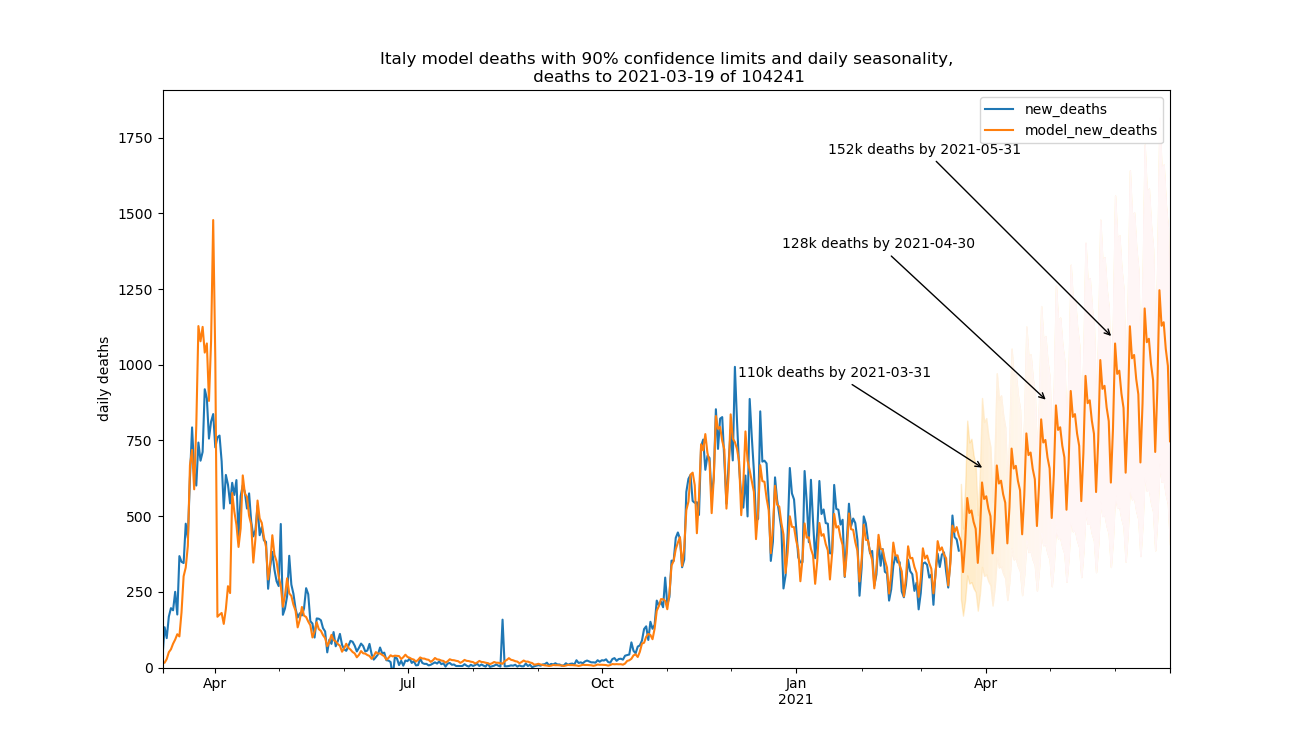 Italy model deaths with 90% confidence limits and daily seasonality,
deaths to 2021-03-19 of 104241
new_deaths
model_new_deaths
152k deaths by 2021-05-31
128k deaths by 2021-04-30
110k deaths by 2021-03-31
daily deaths
1750
1500
1250
1000
750
500
250
0
Apr
Jul
Oct
Jan
2021
Apr